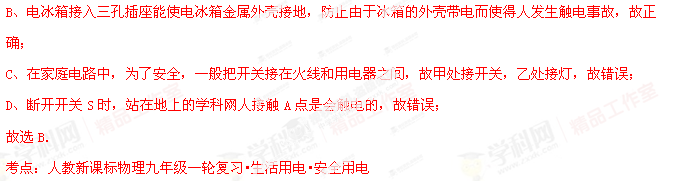 B、电冰箱接入三孔插座能使电冰箱金属外壳接地，防止由于冰箱的外壳带电而使得人发生触电事故，故正
确；
C、在家庭电路中，为了安全，一般把开关接在火线和用电器之间，故甲处接开关，乙处接灯，故错误；
D、断开开关 S 时，站在地上的学科网人接触 A 点是会触电的，故错误；
故选 B．
考点：人教新课标物理九年级一轮复习•生活用电•安全用电